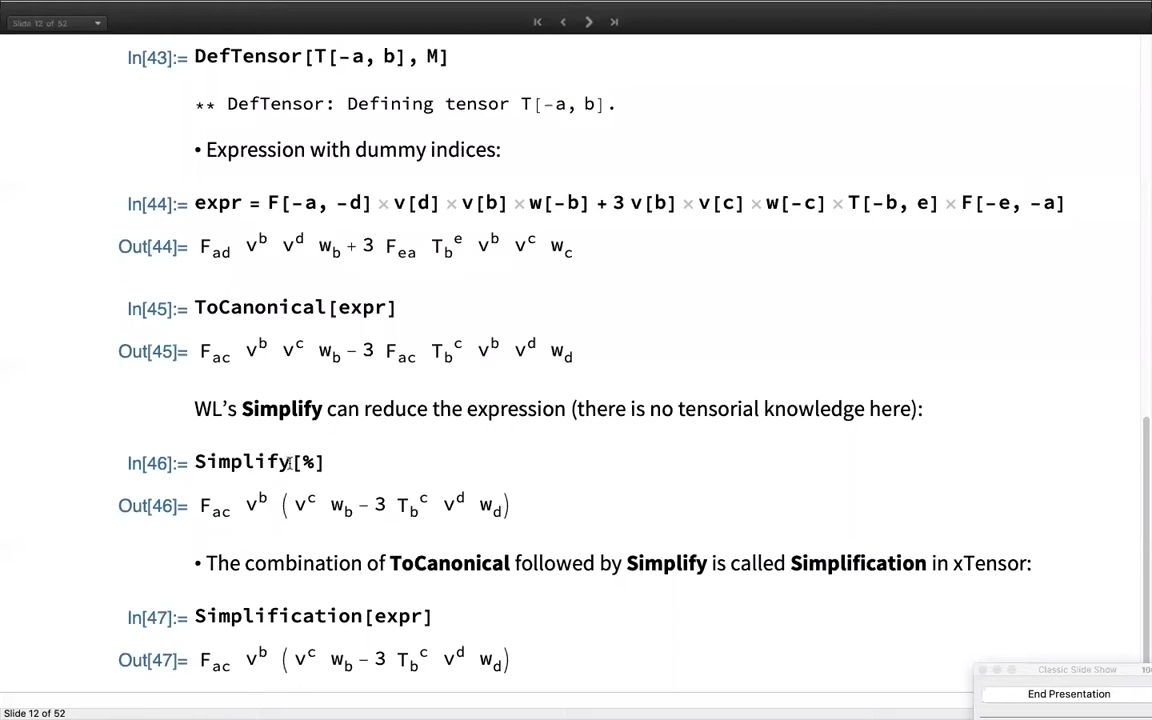 Slide 12 of 52
In[43]:= DefTensor[T[-a, b], M]
** DefTensor: Defining tensor T[-a, b].
• Expression with dummy indices:
In[44]:= expr = F[-a, -d] × v[d] × v[b] × w[-b] + 3 v[b] × v[c] × w[-c] × T[-b, e] × F[-e, -a]
Out[44]= F_ad v^b v^d w_b + 3 F_ea T_b^e v^b v^c w_c
In[45]:= ToCanonical[expr]
Out[45]= F_ac v^b v^c w_b - 3 F_ac T_b^c v^b v^d w_d
WL's Simplify can reduce the expression (there is no tensorial knowledge here):
In[46]:= Simplify[%]
Out[46]= F_ac v^b (v^c w_b - 3 T_b^c v^d w_d)
• The combination of ToCanonical followed by Simplify is called Simplification in xTensor:
In[47]:= Simplification[expr]
Out[47]= F_ac v^b (v^c w_b - 3 T_b^c v^d w_d)
Classic Slide Show
End Presentation
Slide 12 of 52